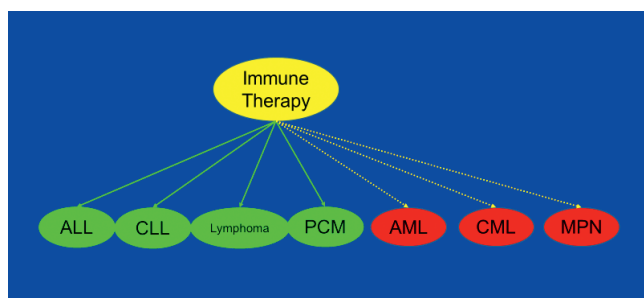 Immune
Therapy
ALL
CLL
Lymphoma
PCM
AML
CML
MPN